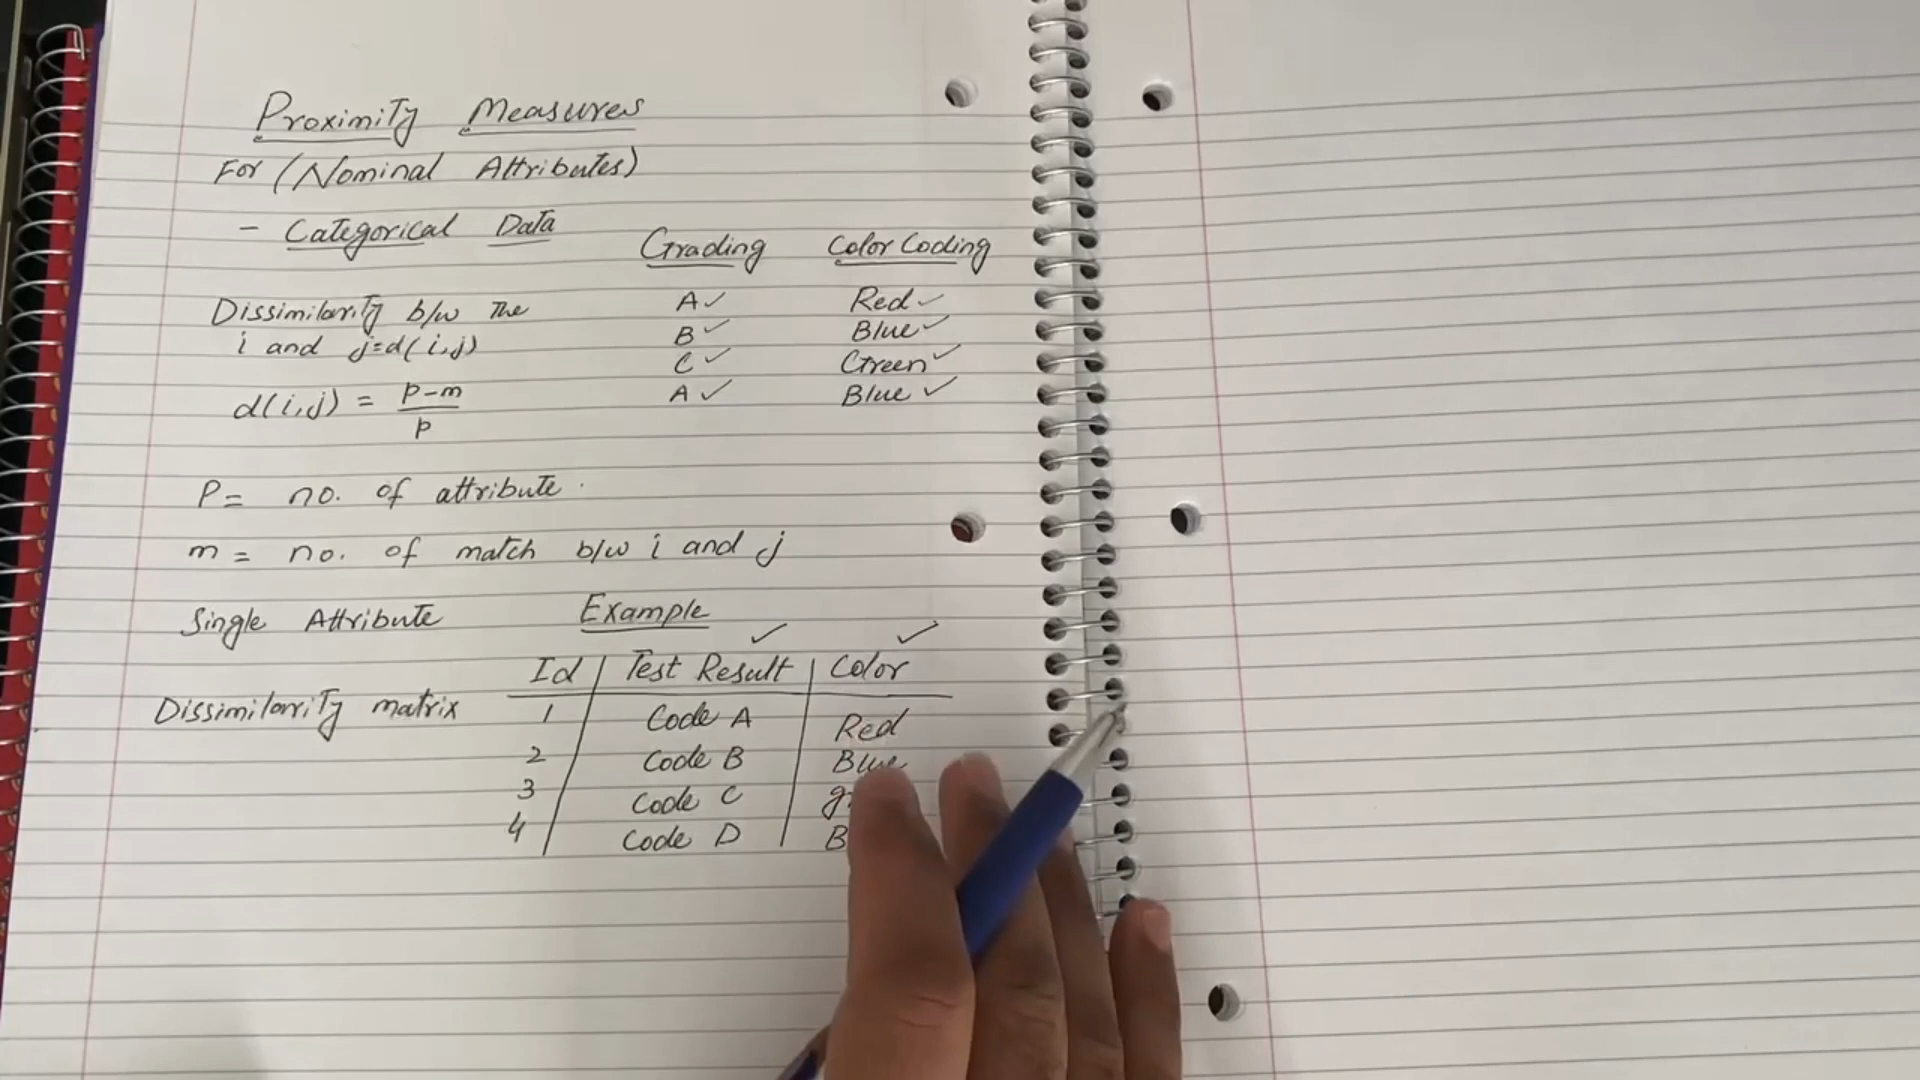 Proximity Measures
For (Nominal Attributes)
- Categorical Data
Grading Color Coding
Dissimilarity b/w The
i and j=d(i,j)
A✓ Red✓
B✓ Blue✓
C✓ Green✓
A✓ Blue✓
d(i,j) = p-m
p
P= no. of attribute.
m= no. of match b/w i and j
Single Attribute Example
✓ ✓
Id Test Result Color
Dissimilarity matrix
1 Code A Red
2 Code B Blue
3 Code C
4 Code D